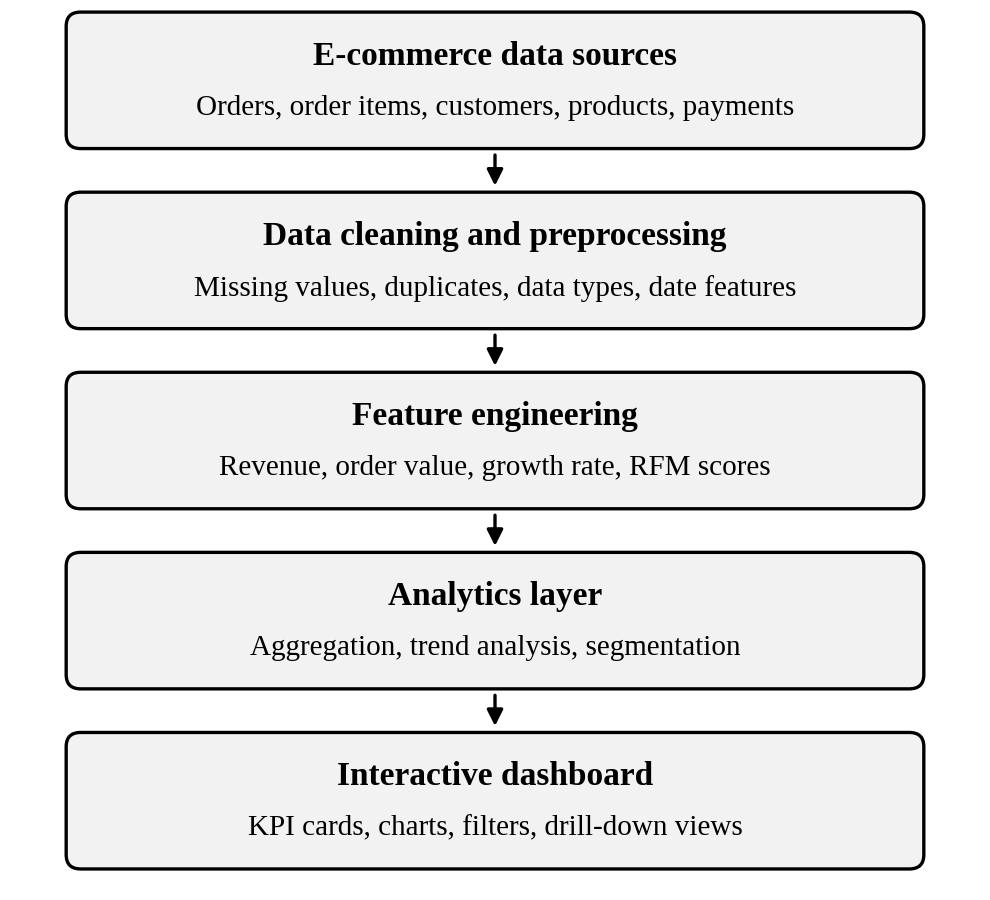 E-commerce data sources
Orders, order items, customers, products, payments
Data cleaning and preprocessing
Missing values, duplicates, data types, date features
Feature engineering
Revenue, order value, growth rate, RFM scores
Analytics layer
Aggregation, trend analysis, segmentation
Interactive dashboard
KPI cards, charts, filters, drill-down views